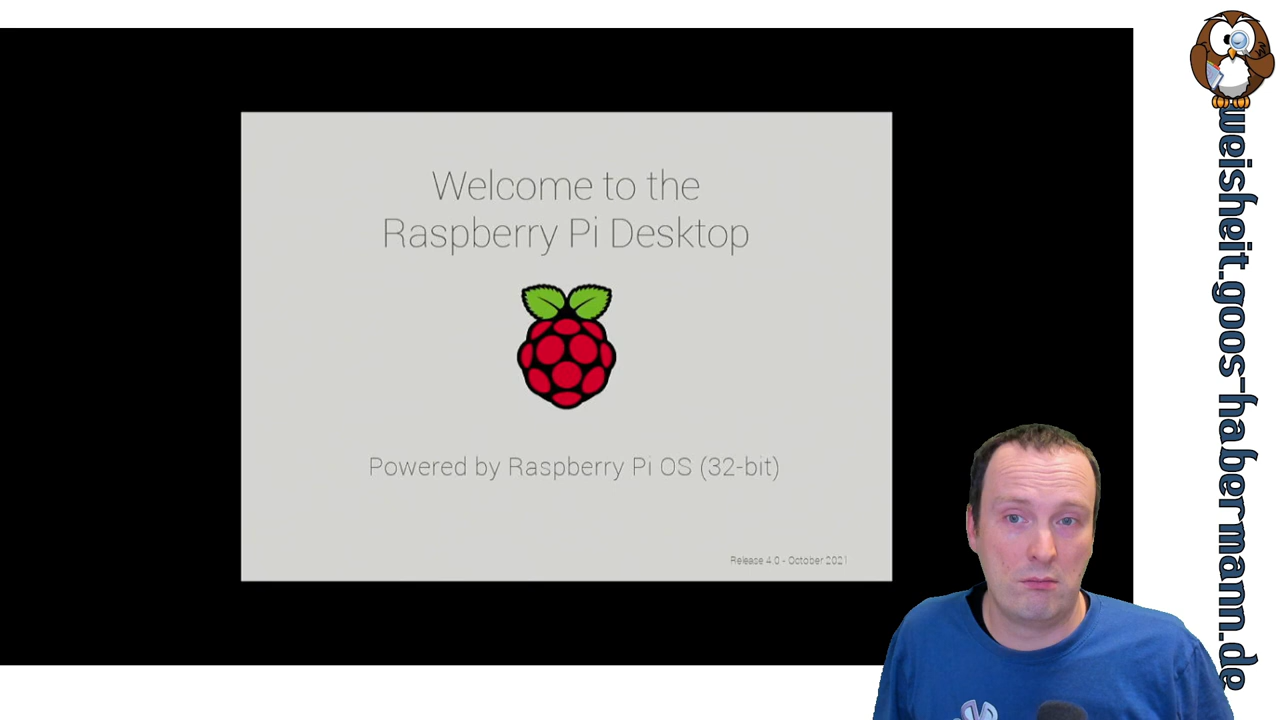 Welcome to the
Raspberry Pi Desktop
Powered by Raspberry Pi OS (32-bit)
Release 4.0 - October 2021
weisheit.goos-habermann.de